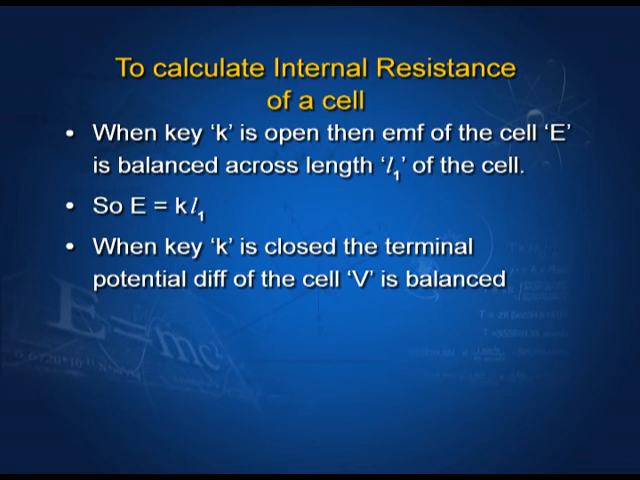 To calculate Internal Resistance
of a cell
• When key ‘k’ is open then emf of the cell ‘E’
is balanced across length ‘l₁’ of the cell.
• So E = k l₁
• When key ‘k’ is closed the terminal
potential diff of the cell ‘V’ is balanced
E=mc²